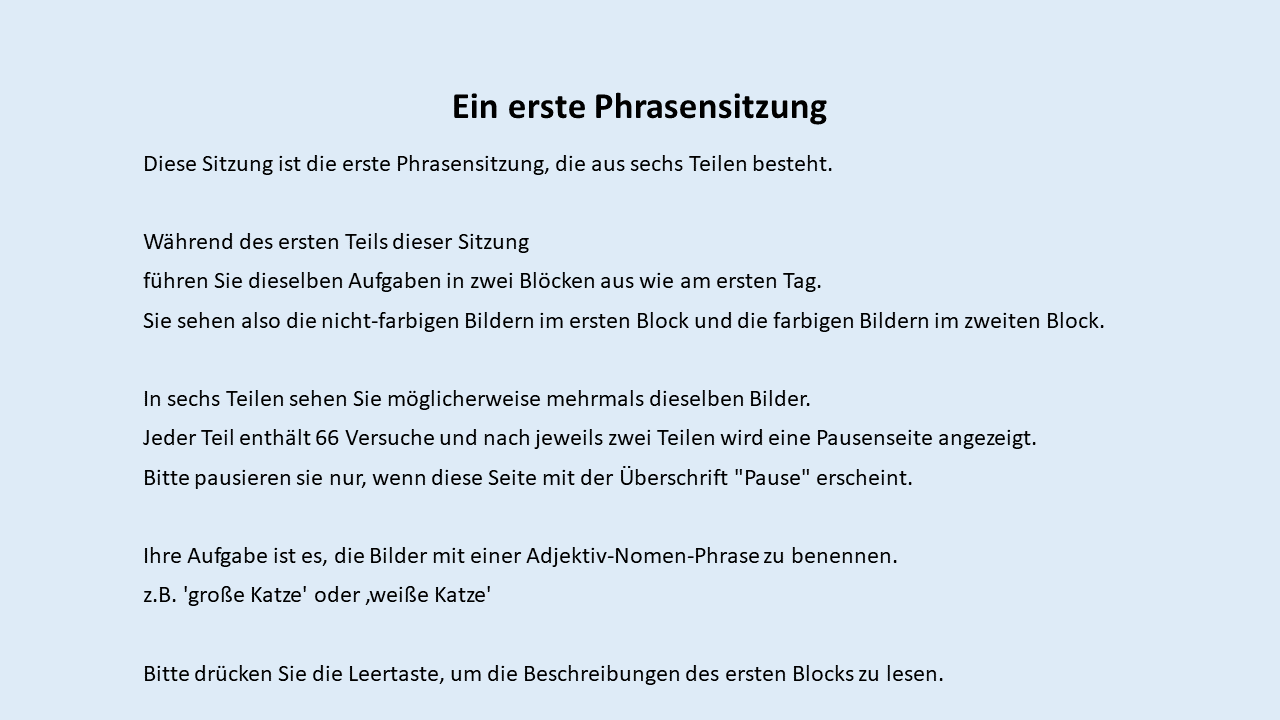 Ein erste Phrasensitzung
Diese Sitzung ist die erste Phrasensitzung, die aus sechs Teilen besteht.
Während des ersten Teils dieser Sitzung
führen Sie dieselben Aufgaben in zwei Blöcken aus wie am ersten Tag.
Sie sehen also die nicht-farbigen Bildern im ersten Block und die farbigen Bildern im zweiten Block.
In sechs Teilen sehen Sie möglicherweise mehrmals dieselben Bilder.
Jeder Teil enthält 66 Versuche und nach jeweils zwei Teilen wird eine Pausenseite angezeigt.
Bitte pausieren sie nur, wenn diese Seite mit der Überschrift "Pause" erscheint.
Ihre Aufgabe ist es, die Bilder mit einer Adjektiv-Nomen-Phrase zu benennen.
z.B. 'große Katze' oder ‚weiße Katze'
Bitte drücken Sie die Leertaste, um die Beschreibungen des ersten Blocks zu lesen.